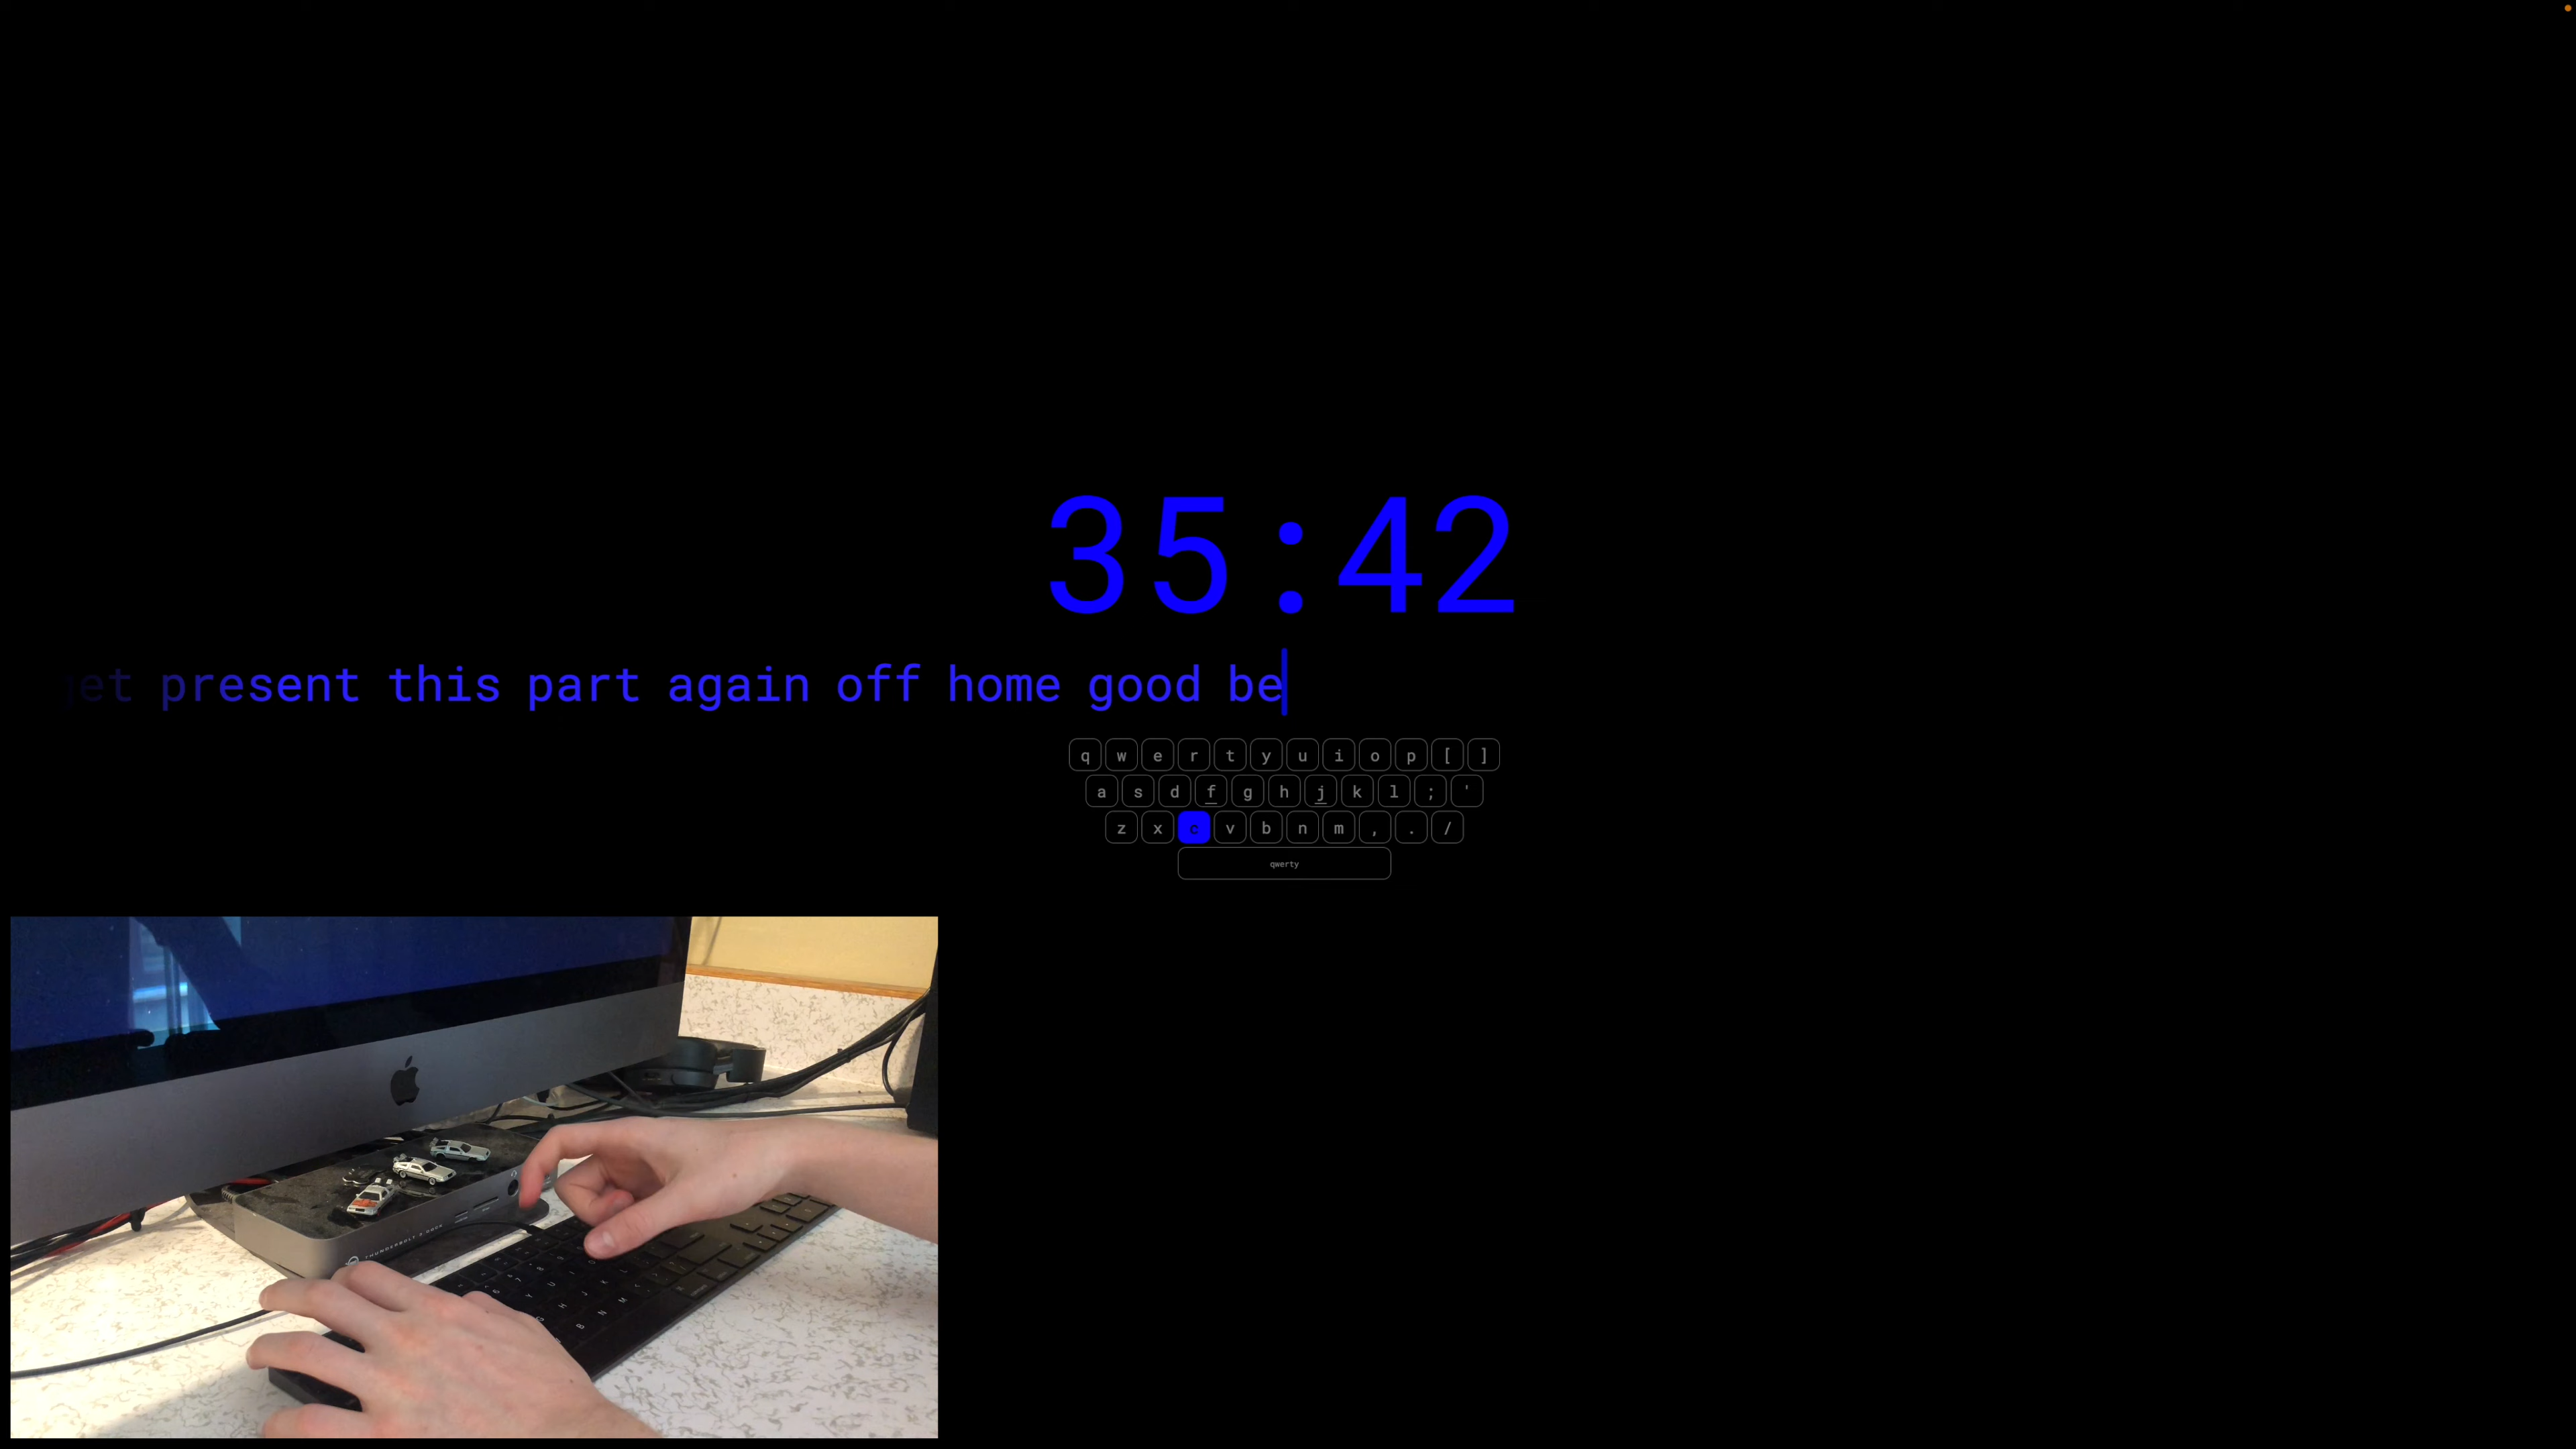 35:42
et present this part again off home good be
q w e r t y u i o p [ ]
a s d f g h j k l ; '
z x c v b n m , . /
qwerty